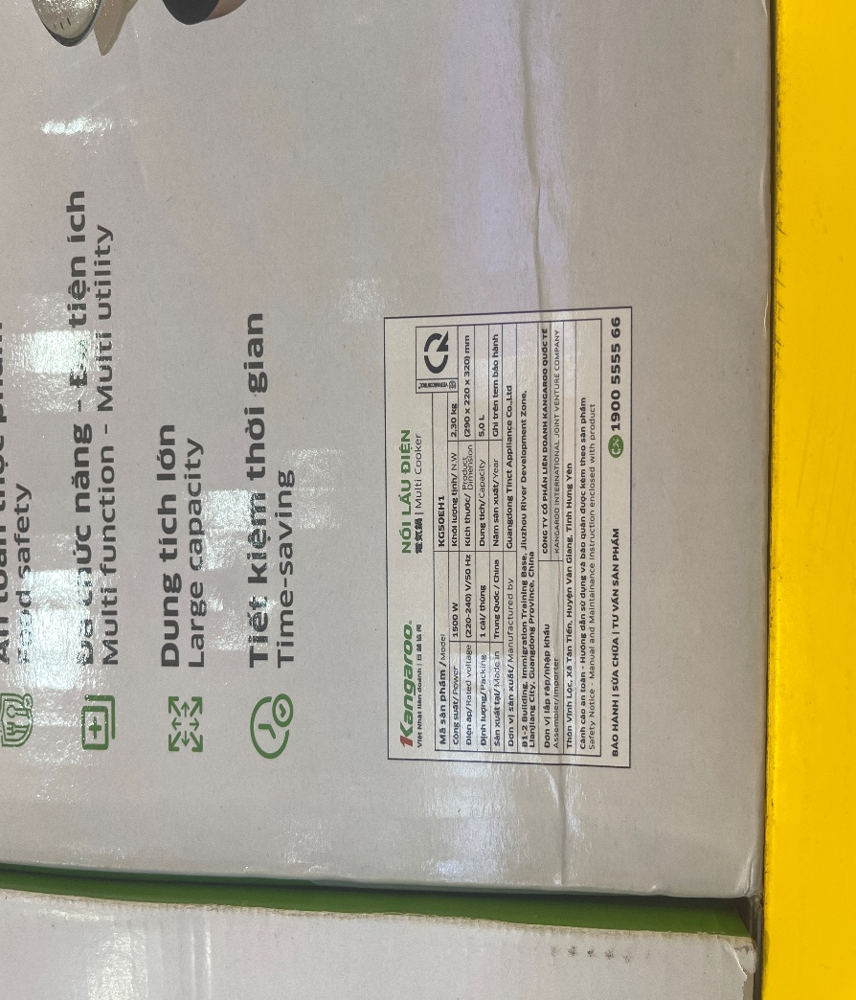 Food safety
chức năng - tiện ích
Multi function - Multi utility
Dung tích lớn
Large capacity
Tiết kiệm thời gian
Time-saving
Kangaroo
Việt Nhật liên doanh | 日越協同
NỒI LẨU ĐIỆN
電気鍋 | Multi Cooker
CR
Mã sản phẩm / Model KG50EH1
Công suất/ Power 1500 W Khối lượng tịnh/ N.W 2,30 kg
Điện áp/ Rated voltage (220-240) V/50 Hz Kích thước/ Product Dimension (290 x 220 x 320) mm
Định lượng/ Packing 1 cái/ thùng Dung tích/ Capacity 5,0 L
Sản xuất tại/ Made in Trung Quốc / China Năm sản xuất/ Year Ghi trên tem bảo hành
Đơn vị sản xuất/ Manufactured by Guangdong Tinct Appliance Co.,Ltd
B1-2 Building, Immigration Training Base, Jiuzhou River Development Zone,
Lianjiang City, Guangdong Province, China
Đơn vị lắp ráp/nhập khẩu CÔNG TY CỔ PHẦN LIÊN DOANH KANGAROO QUỐC TẾ
Assembler/Importer KANGAROO INTERNATIONAL JOINT VENTURE COMPANY
Thôn Vĩnh Lộc, Xã Tân Tiến, Huyện Văn Giang, Tỉnh Hưng Yên
Cảnh cáo an toàn - Hướng dẫn sử dụng và bảo quản được kèm theo sản phẩm
Safety Notice - Manual and Maintainance Instruction enclosed with product
BẢO HÀNH | SỬA CHỮA | TƯ VẤN SẢN PHẨM 1900 5555 66